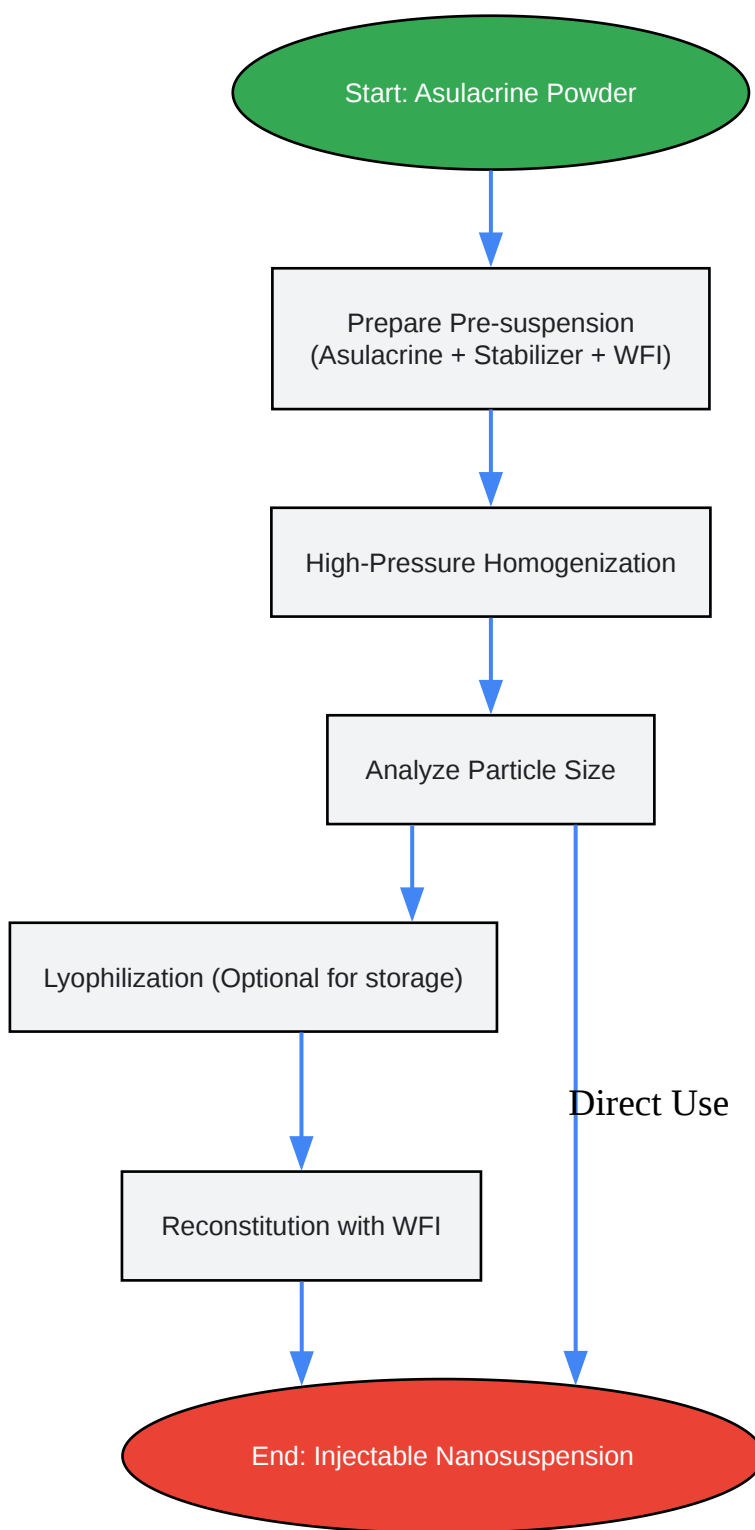 Start: Asulacrine Powder
Prepare Pre-suspension
(Asulacrine + Stabilizer + WFI)
High-Pressure Homogenization
Analyze Particle Size
Lyophilization (Optional for storage)
Direct Use
Reconstitution with WFI
End: Injectable Nanosuspension